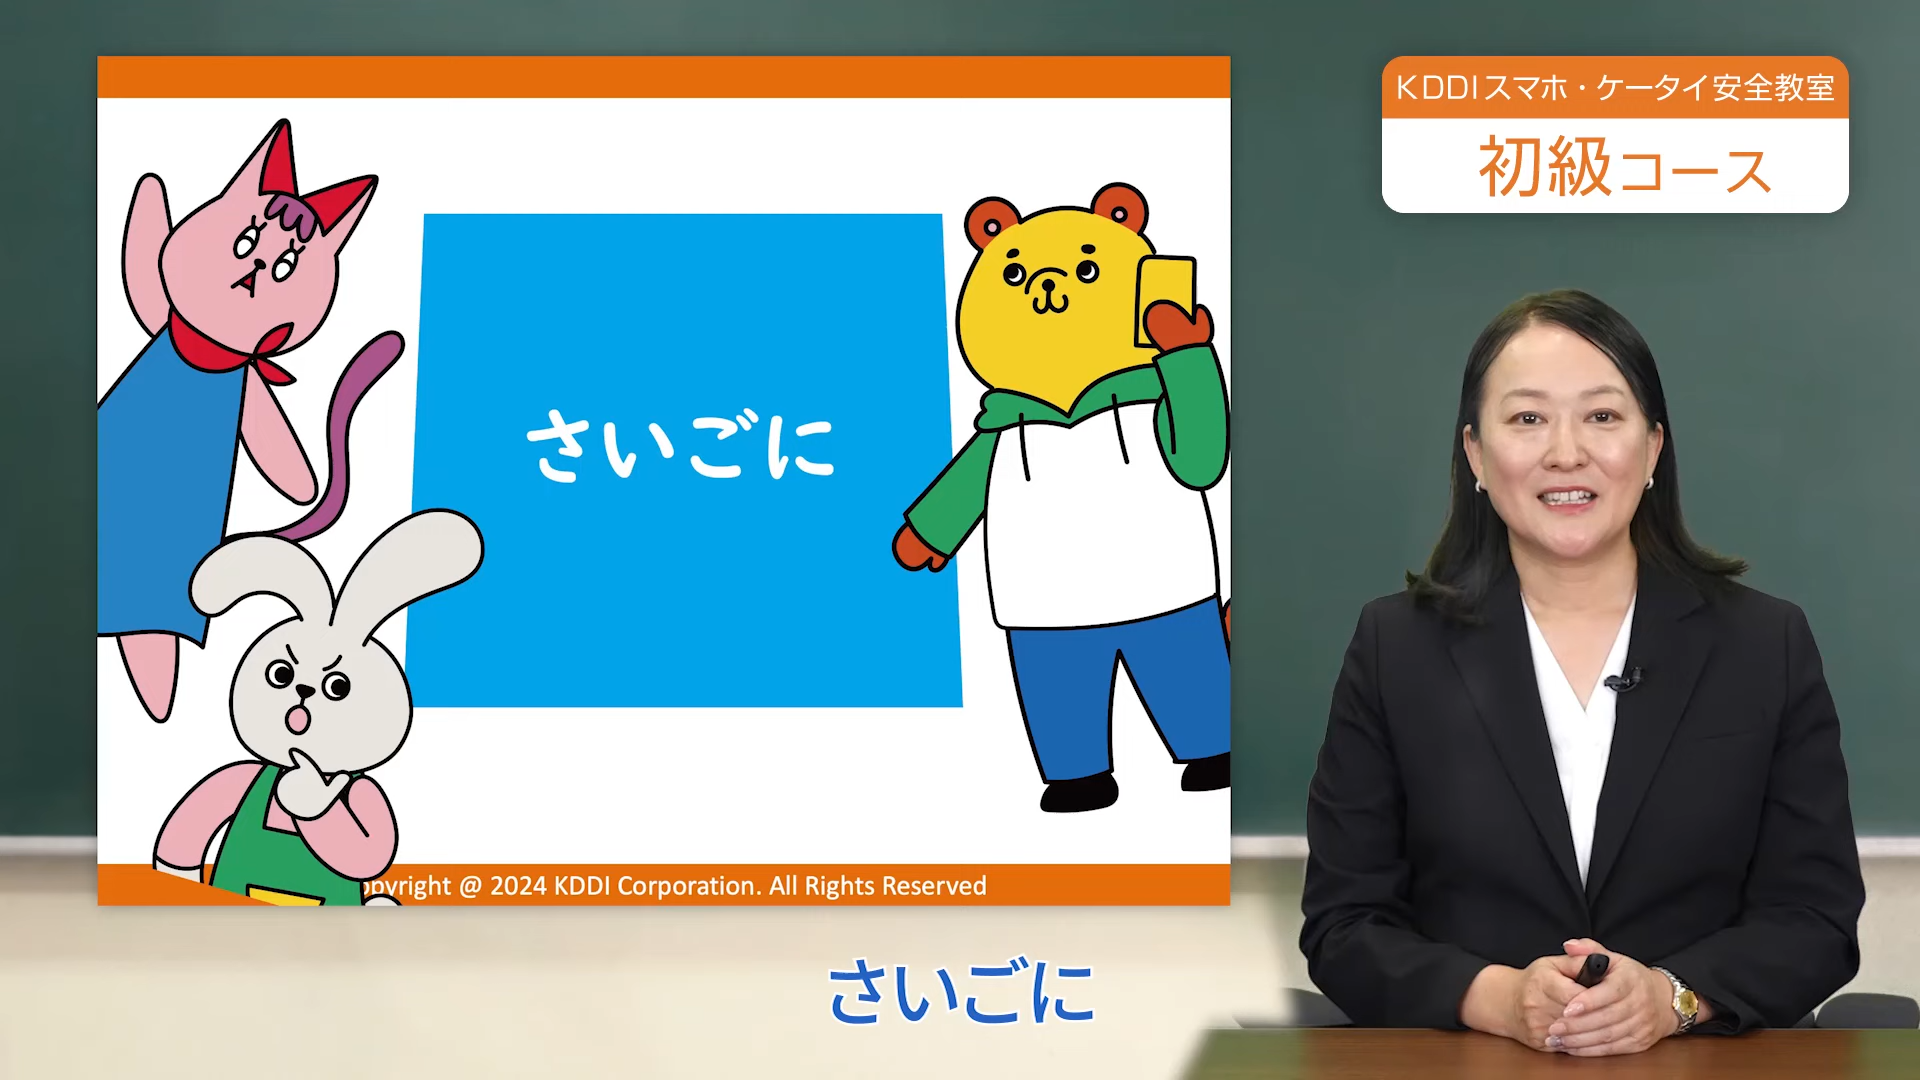 KDDIスマホ・ケータイ安全教室
初級コース
さいごに
opyright @ 2024 KDDI Corporation. All Rights Reserved
さいごに